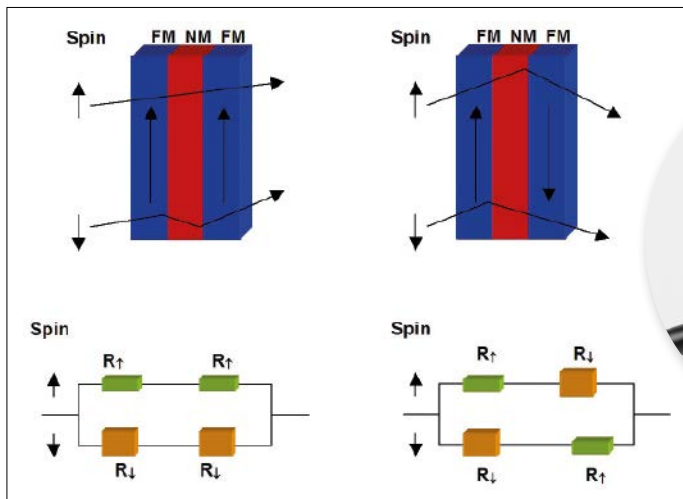 Spin FM NM FM
Spin FM NM FM
Spin
R↑ R↑
R↓ R↓
Spin
R↑ R↓
R↓ R↑